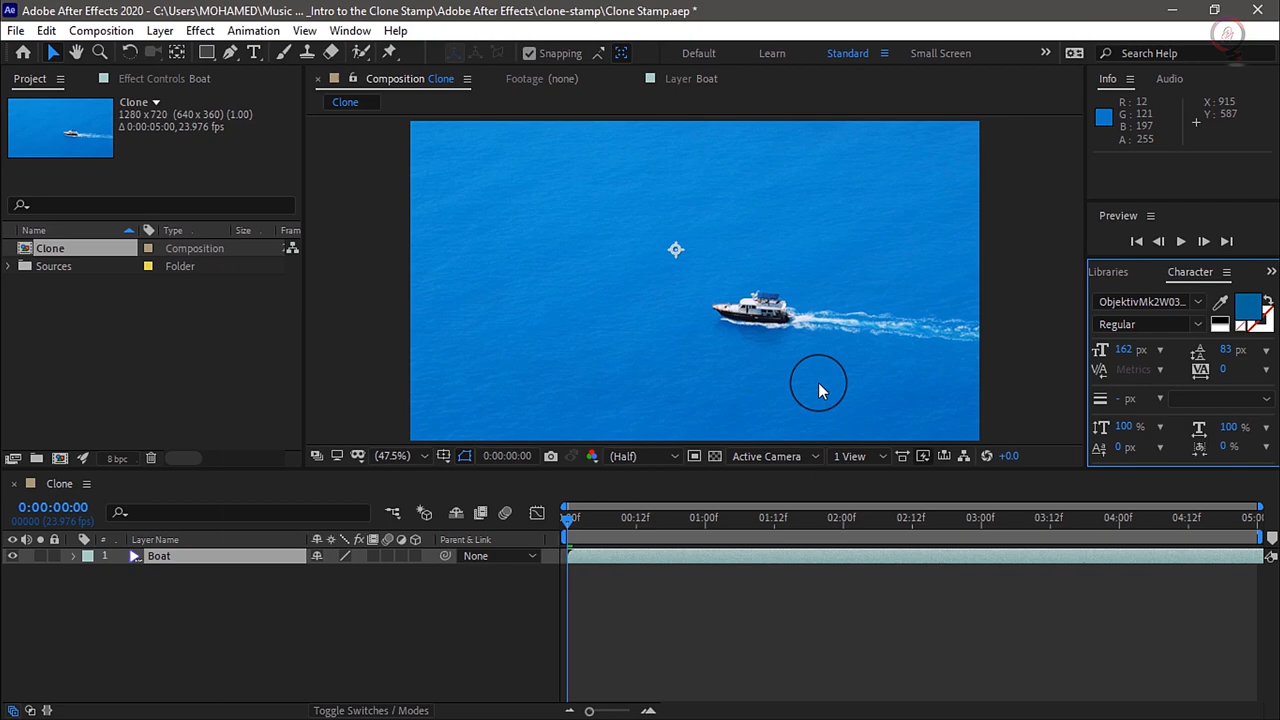 Ae Adobe After Effects 2020 - C:\Users\MOHAMED\Music ... _Intro to the Clone Stamp\Adobe After Effects\clone-stamp\Clone Stamp.aep *
File Edit Composition Layer Effect Animation View Window Help
Snapping Default Learn Standard Small Screen Search Help
Project Effect Controls Boat Composition Clone Footage (none) Layer Boat Info Audio
Clone
1280 x 720 (640 x 360) (1.00)
Δ 0:00:05:00, 23.976 fps
Clone
R: 12
G: 121
B: 197
A: 255
X: 915
Y: 587
Preview
Name Type Size Fram
Clone Composition
Sources Folder
Libraries Character
ObjektivMk2W03...
Regular
162 px 83 px
Metrics 0
- px
100 % 100 %
0 px 0 %
8 bpc (47.5%) 0:00:00:00 (Half) Active Camera 1 View +0.0
Clone
0:00:00:00
00000 (23.976 fps)
:00f 00:12f 01:00f 01:12f 02:00f 02:12f 03:00f 03:12f 04:00f 04:12f 05:0
# Layer Name Parent & Link
1 Boat None
Toggle Switches / Modes